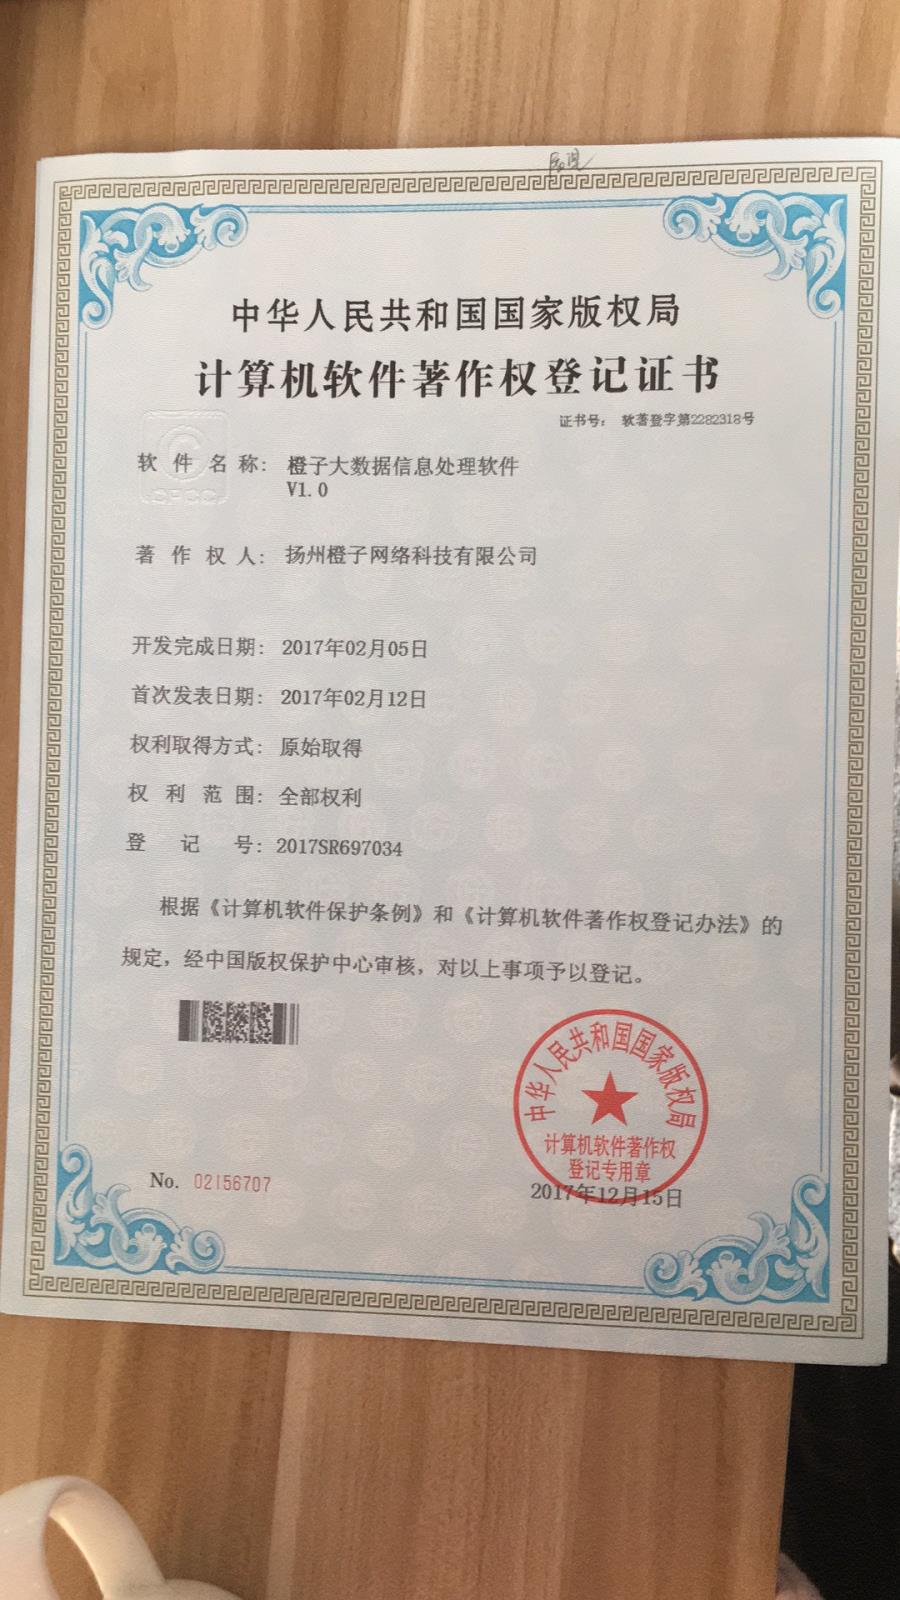 中华人民共和国国家版权局
计算机软件著作权登记证书
证书号： 软著登字第2282318号
软件名称： 橙子大数据信息处理软件
V1.0
著作权人： 扬州橙子网络科技有限公司
开发完成日期： 2017年02月05日
首次发表日期： 2017年02月12日
权利取得方式： 原始取得
权利范围： 全部权利
登记号： 2017SR697034
根据《计算机软件保护条例》和《计算机软件著作权登记办法》的
规定，经中国版权保护中心审核，对以上事项予以登记。
中华人民共和国国家版权局
计算机软件著作权
登记专用章
No. 02156707
2017年12月15日